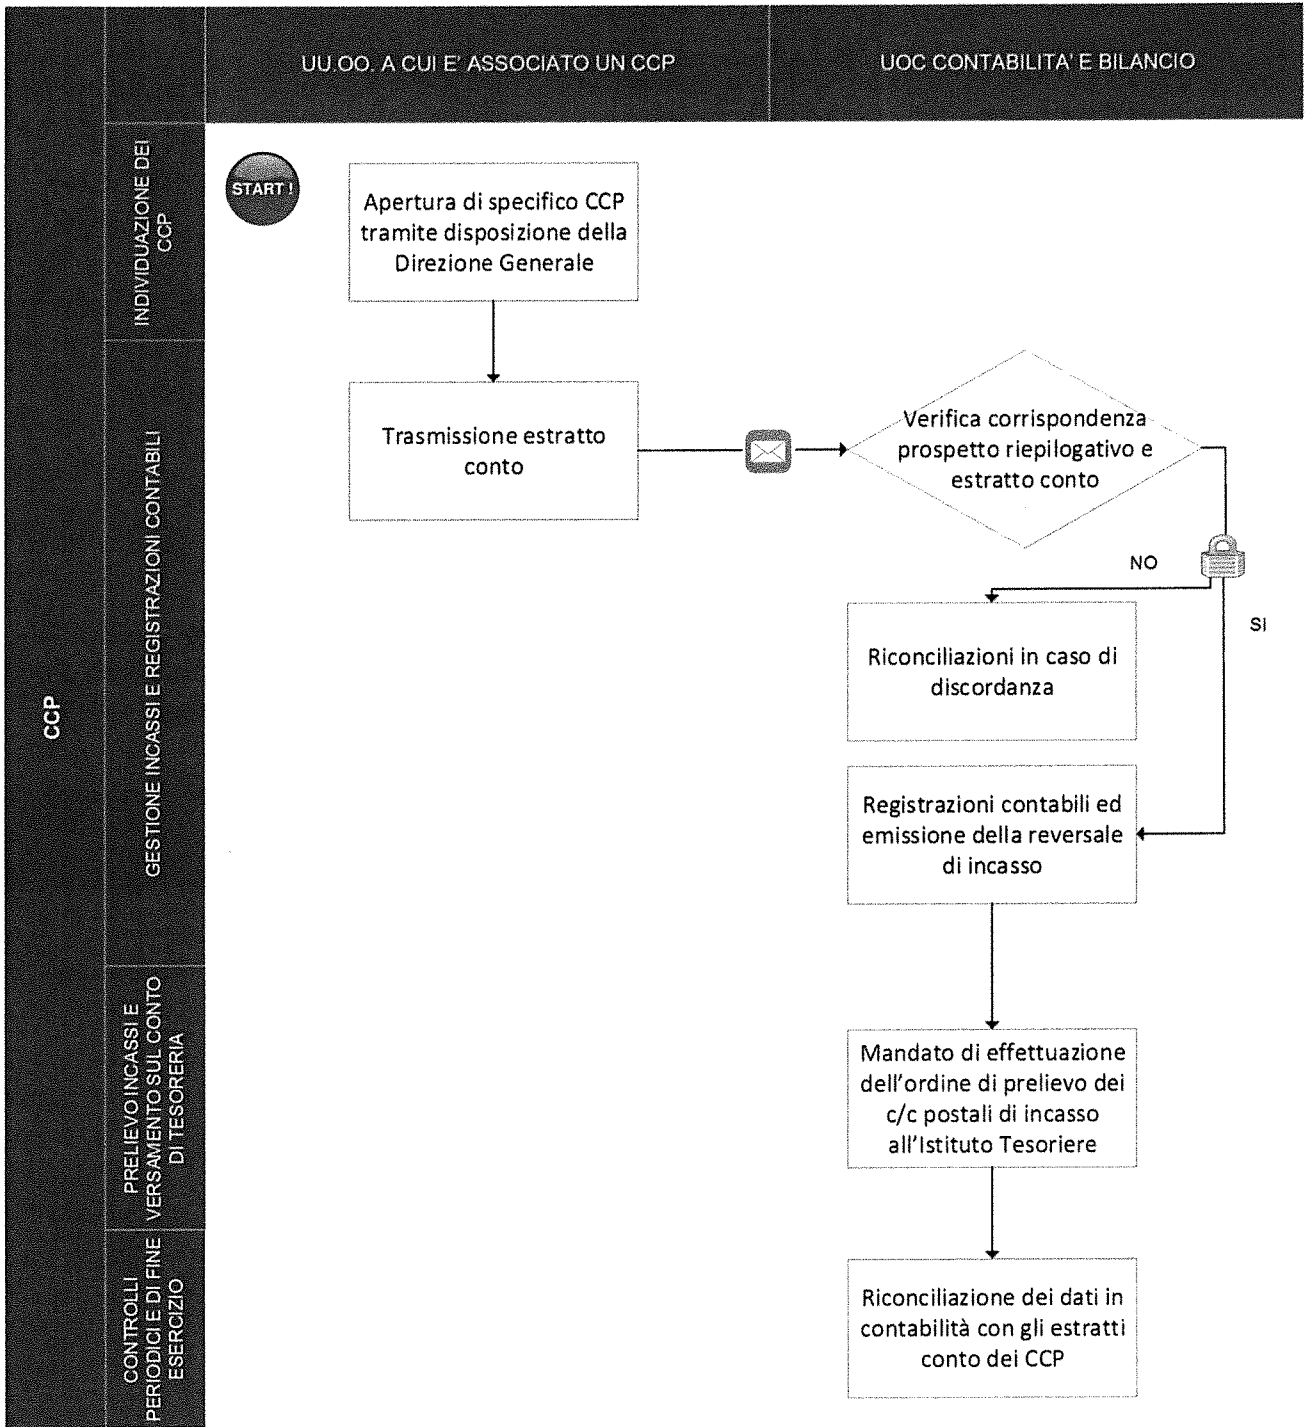 UU.OO. A CUI E' ASSOCIATO UN CCP
UOC CONTABILITA' E BILANCIO
CCP
INDIVIDUAZIONE DEI
CCP
START !
Apertura di specifico CCP
tramite disposizione della
Direzione Generale
GESTIONE INCASSI E REGISTRAZIONI CONTABILI
Trasmissione estratto
conto
Verifica corrispondenza
prospetto riepilogativo e
estratto conto
NO
SI
Riconciliazioni in caso di
discordanza
Registrazioni contabili ed
emissione della reversale
di incasso
PRELIEVO INCASSI E
VERSAMENTO SUL CONTO
DI TESORERIA
Mandato di effettuazione
dell'ordine di prelievo dei
c/c postali di incasso
all'Istituto Tesoriere
CONTROLLI
PERIODICI E DI FINE
ESERCIZIO
Riconciliazione dei dati in
contabilità con gli estratti
conto dei CCP